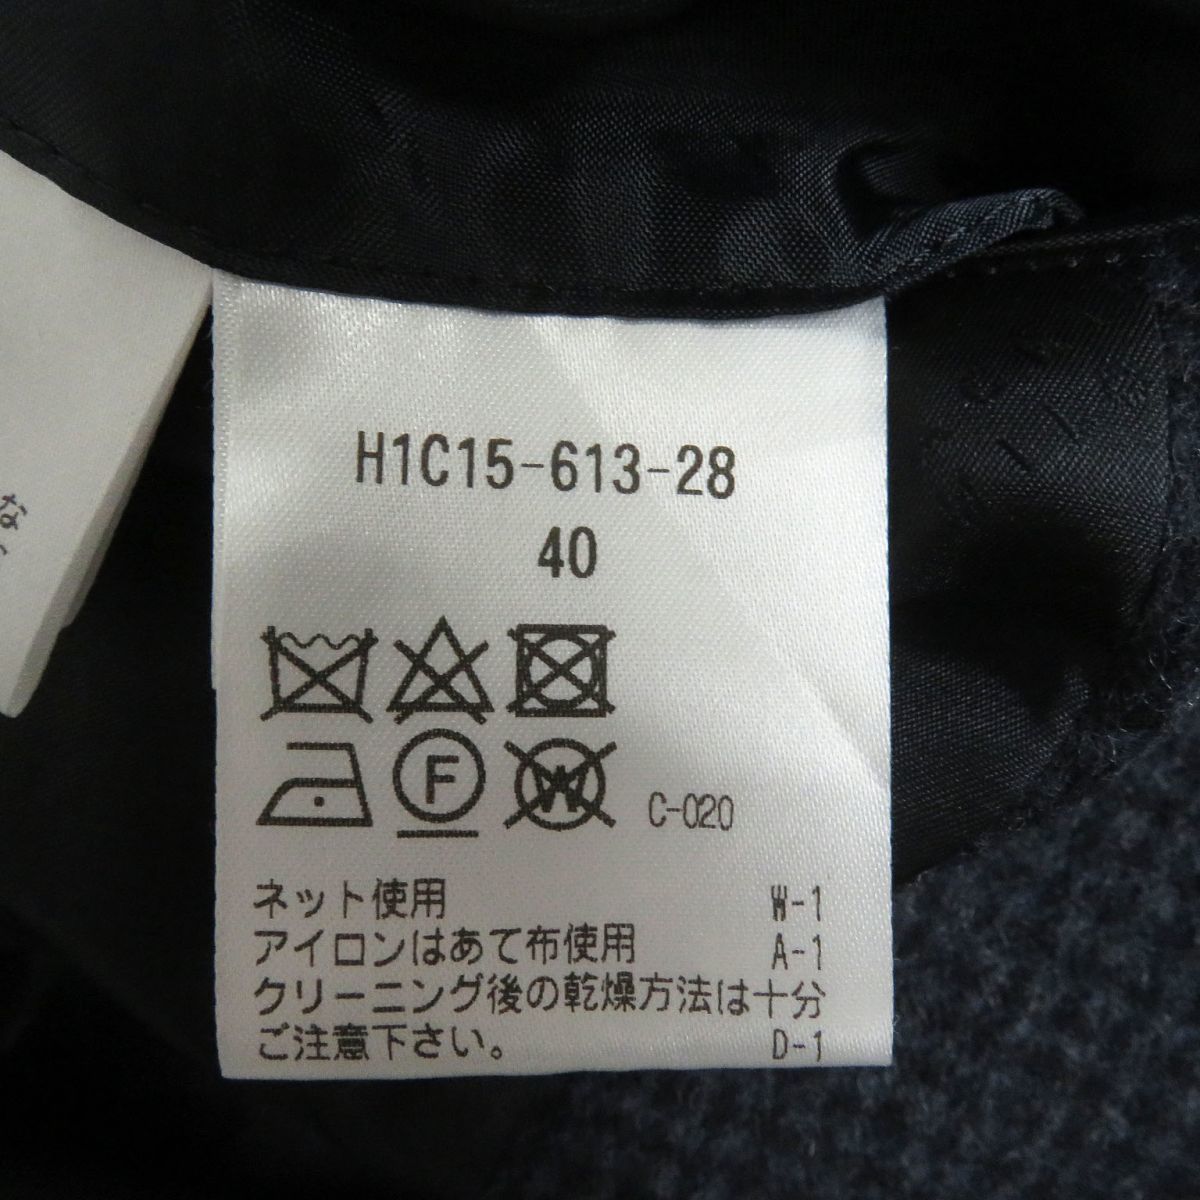 H1C15-613-28
40
F
W
C-020
ネット使用 W-1
アイロンはあて布使用 A-1
クリーニング後の乾燥方法は十分
ご注意下さい。 D-1
な